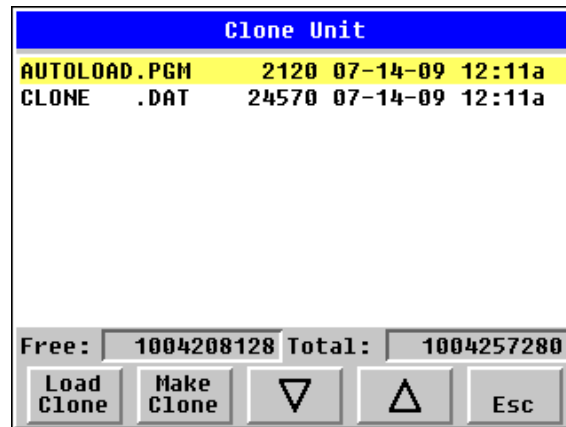 Clone Unit
AUTOLOAD.PGM 2120 07-14-09 12:11a
CLONE .DAT 24570 07-14-09 12:11a
Free: 1004208128 Total: 1004257280
Load Clone Make Clone Esc